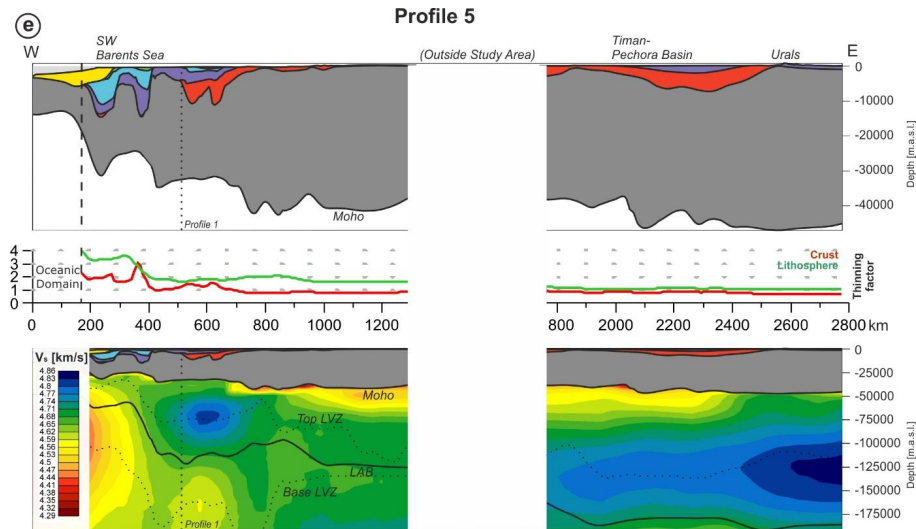 Profile 5
e
W
SW
Barents Sea
(Outside Study Area)
Timan-
Pechora Basin
Urals
E
0
-10000
-20000
-30000
-40000
Depth [m.a.s.l.]
Moho
Profile 1
4
3
2
1
0
Oceanic
Domain
Crust
Lithosphere
Thinning
factor
0 200 400 600 800 1000 1200 800 2000 2200 2400 2600 2800 km
Vs [km/s]
4.86
4.83
4.8
4.77
4.74
4.71
4.68
4.65
4.62
4.59
4.56
4.53
4.5
4.47
4.44
4.41
4.38
4.35
4.32
4.29
Moho
Top LVZ
LAB
Base LVZ
Profile 1
0
-25000
-50000
-75000
-100000
-125000
-150000
-175000
Depth [m.a.s.l.]